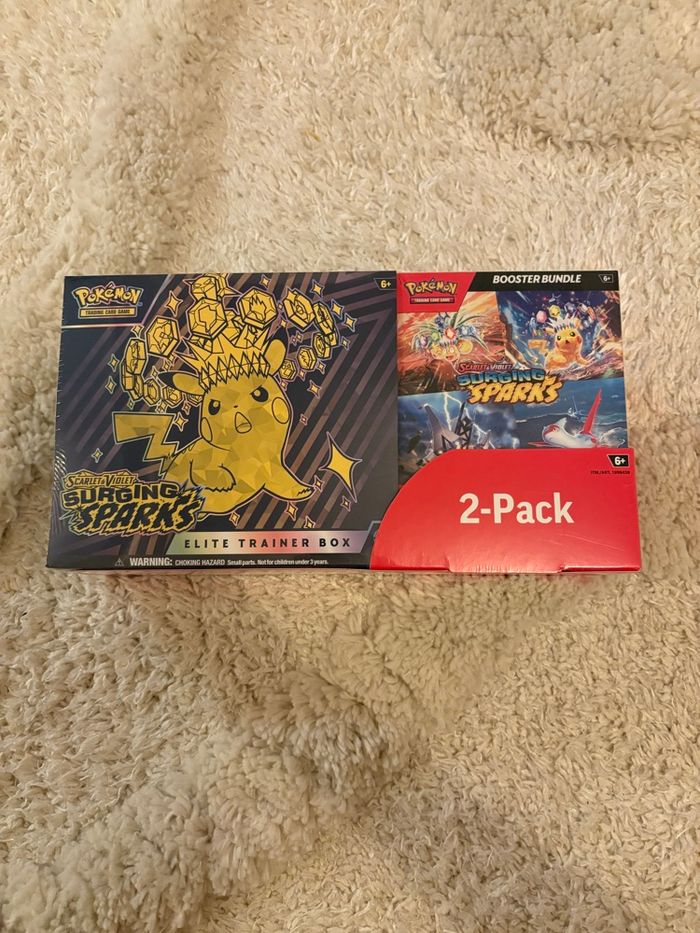 Pokémon
TRADING CARD GAME
6+
SCARLET & VIOLET
SURGING
SPARKS
ELITE TRAINER BOX
WARNING: CHOKING HAZARD Small parts. Not for children under 3 years.
Pokémon
TRADING CARD GAME
BOOSTER BUNDLE
6+
SCARLET & VIOLET
SURGING
SPARKS
6+
2-Pack